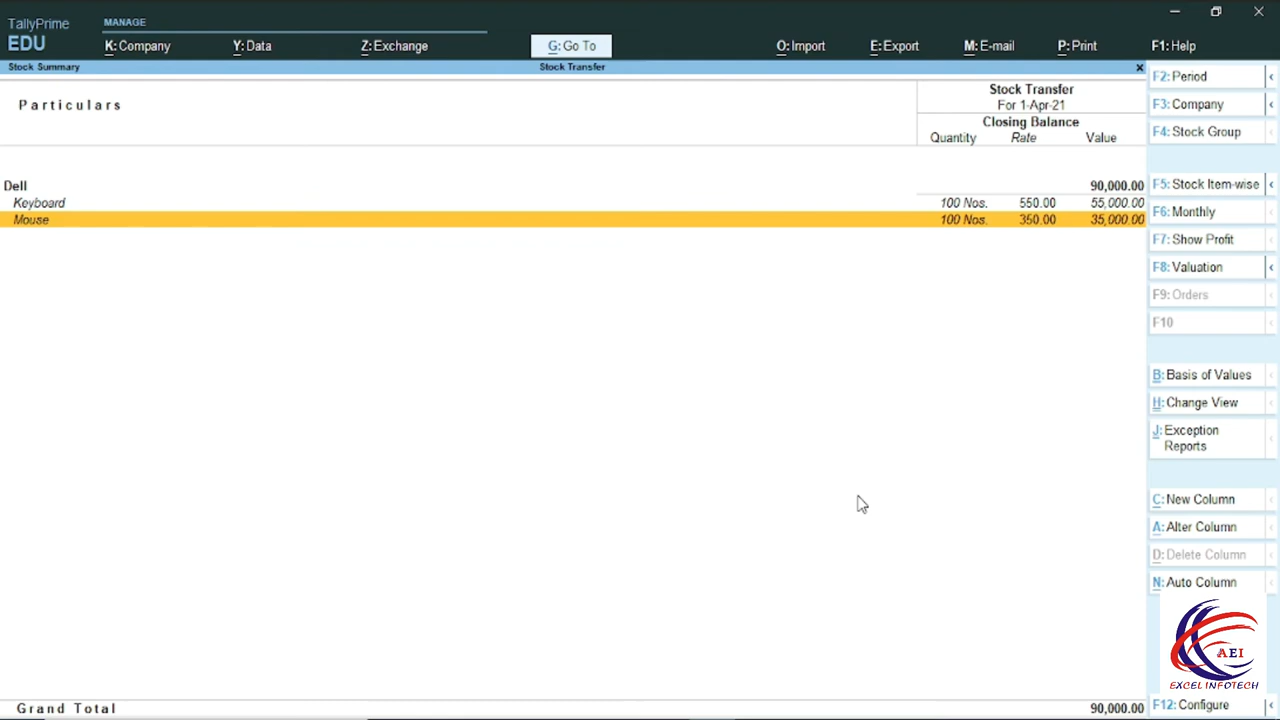 TallyPrime
EDU
MANAGE
K: Company
Y: Data
Z: Exchange
G: Go To
O: Import
E: Export
M: E-mail
P: Print
F1: Help
Stock Summary
Stock Transfer
x
Particulars
Stock Transfer
For 1-Apr-21
Closing Balance
Quantity Rate Value
Dell 90,000.00
Keyboard 100 Nos. 550.00 55,000.00
Mouse 100 Nos. 350.00 35,000.00
Grand Total 90,000.00
F2: Period
F3: Company
F4: Stock Group
F5: Stock Item-wise
F6: Monthly
F7: Show Profit
F8: Valuation
F9: Orders
F10
B: Basis of Values
H: Change View
J: Exception
Reports
C: New Column
A: Alter Column
D: Delete Column
N: Auto Column
AEI
EXCEL INFOTECH
F12: Configure